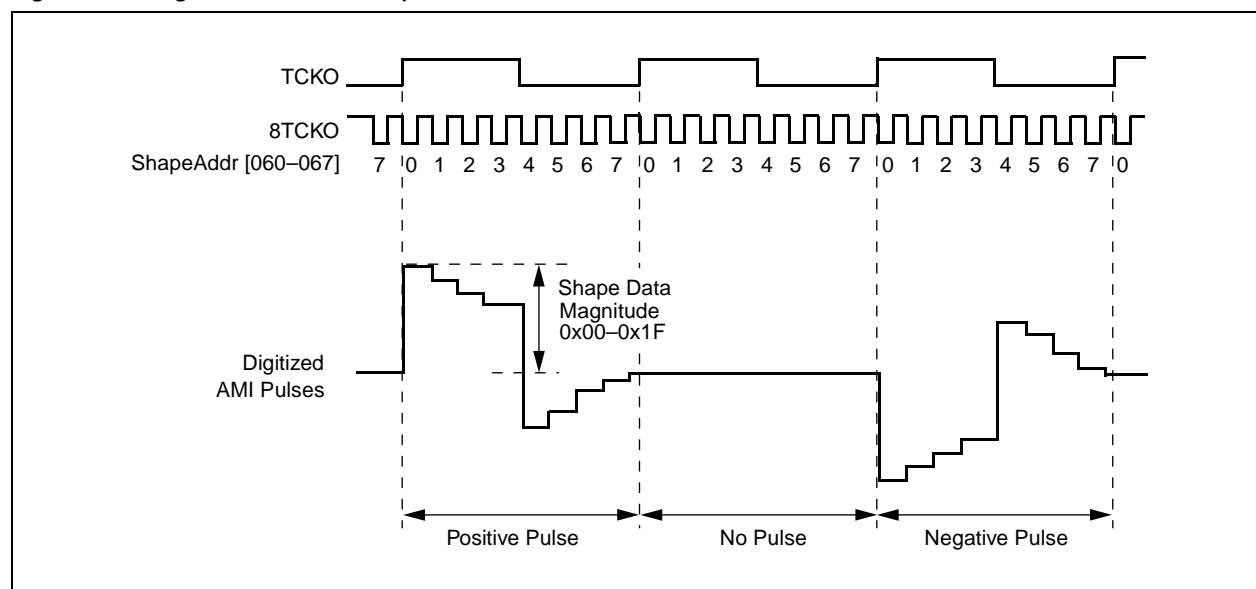 TCKO
8TCKO
ShapeAddr [060–067] 7 0 1 2 3 4 5 6 7 0 1 2 3 4 5 6 7 0 1 2 3 4 5 6 7 0
Shape Data
Magnitude
0x00–0x1F
Digitized
AMI Pulses
Positive Pulse No Pulse Negative Pulse